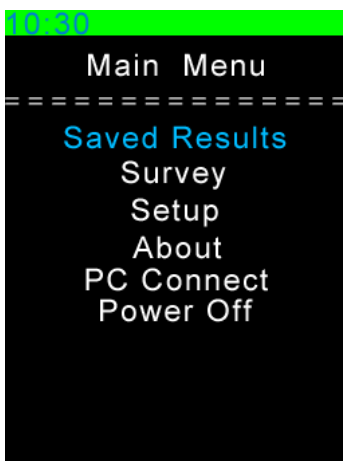 10:30
Main Menu
================
Saved Results
Survey
Setup
About
PC Connect
Power Off